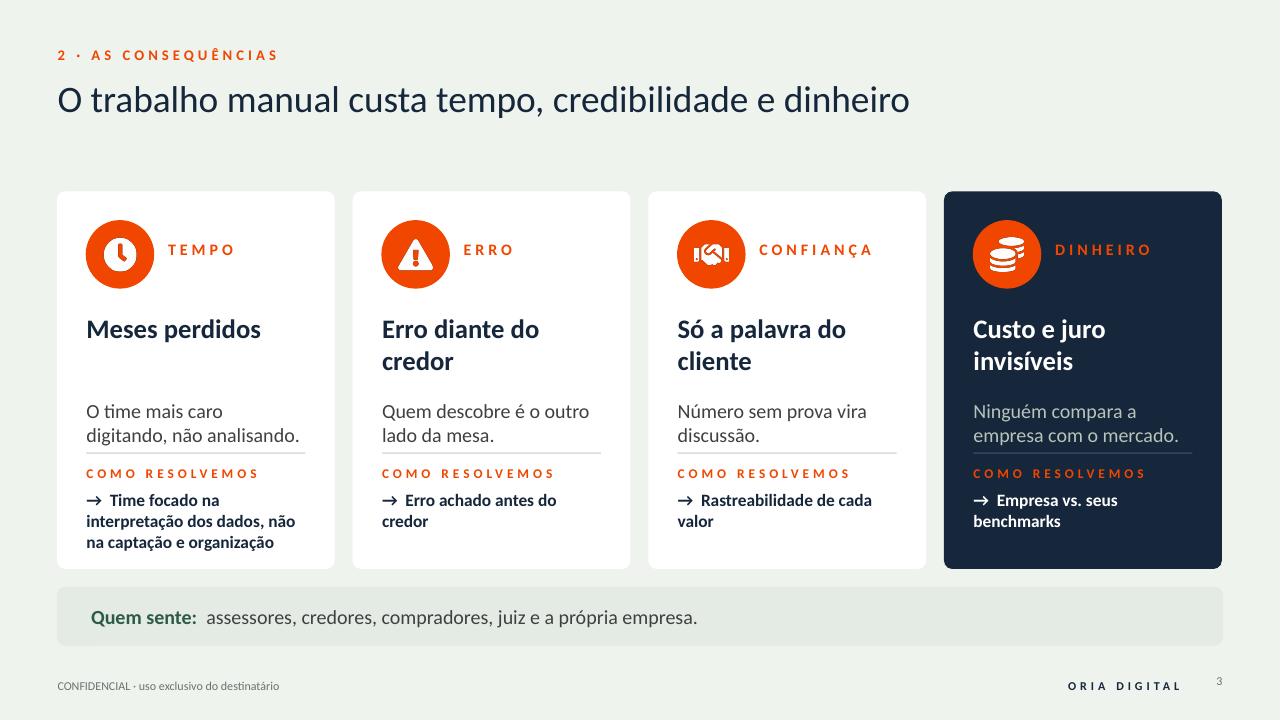 2 · AS CONSEQUÊNCIAS
O trabalho manual custa tempo, credibilidade e dinheiro
TEMPO
Meses perdidos
O time mais caro
digitando, não analisando.
COMO RESOLVEMOS
→ Time focado na
interpretação dos dados, não
na captação e organização
ERRO
Erro diante do
credor
Quem descobre é o outro
lado da mesa.
COMO RESOLVEMOS
→ Erro achado antes do
credor
CONFIANÇA
Só a palavra do
cliente
Número sem prova vira
discussão.
COMO RESOLVEMOS
→ Rastreabilidade de cada
valor
DINHEIRO
Custo e juro
invisíveis
Ninguém compara a
empresa com o mercado.
COMO RESOLVEMOS
→ Empresa vs. seus
benchmarks
Quem sente: assessores, credores, compradores, juiz e a própria empresa.
CONFIDENCIAL · uso exclusivo do destinatário
ORIA DIGITAL
3